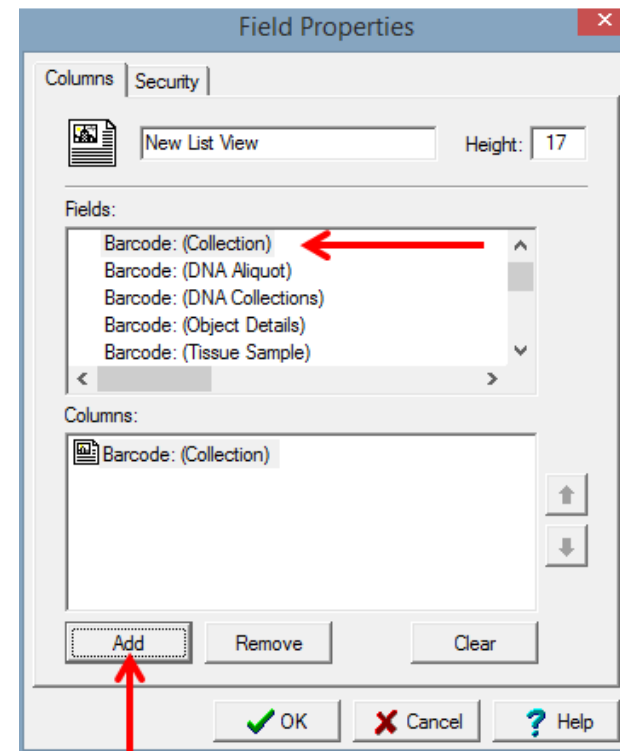 Field Properties
Columns Security
New List View Height: 17
Fields:
Barcode: (Collection)
Barcode: (DNA Aliquot)
Barcode: (DNA Collections)
Barcode: (Object Details)
Barcode: (Tissue Sample)
Columns:
Barcode: (Collection)
Add Remove Clear
OK Cancel ? Help